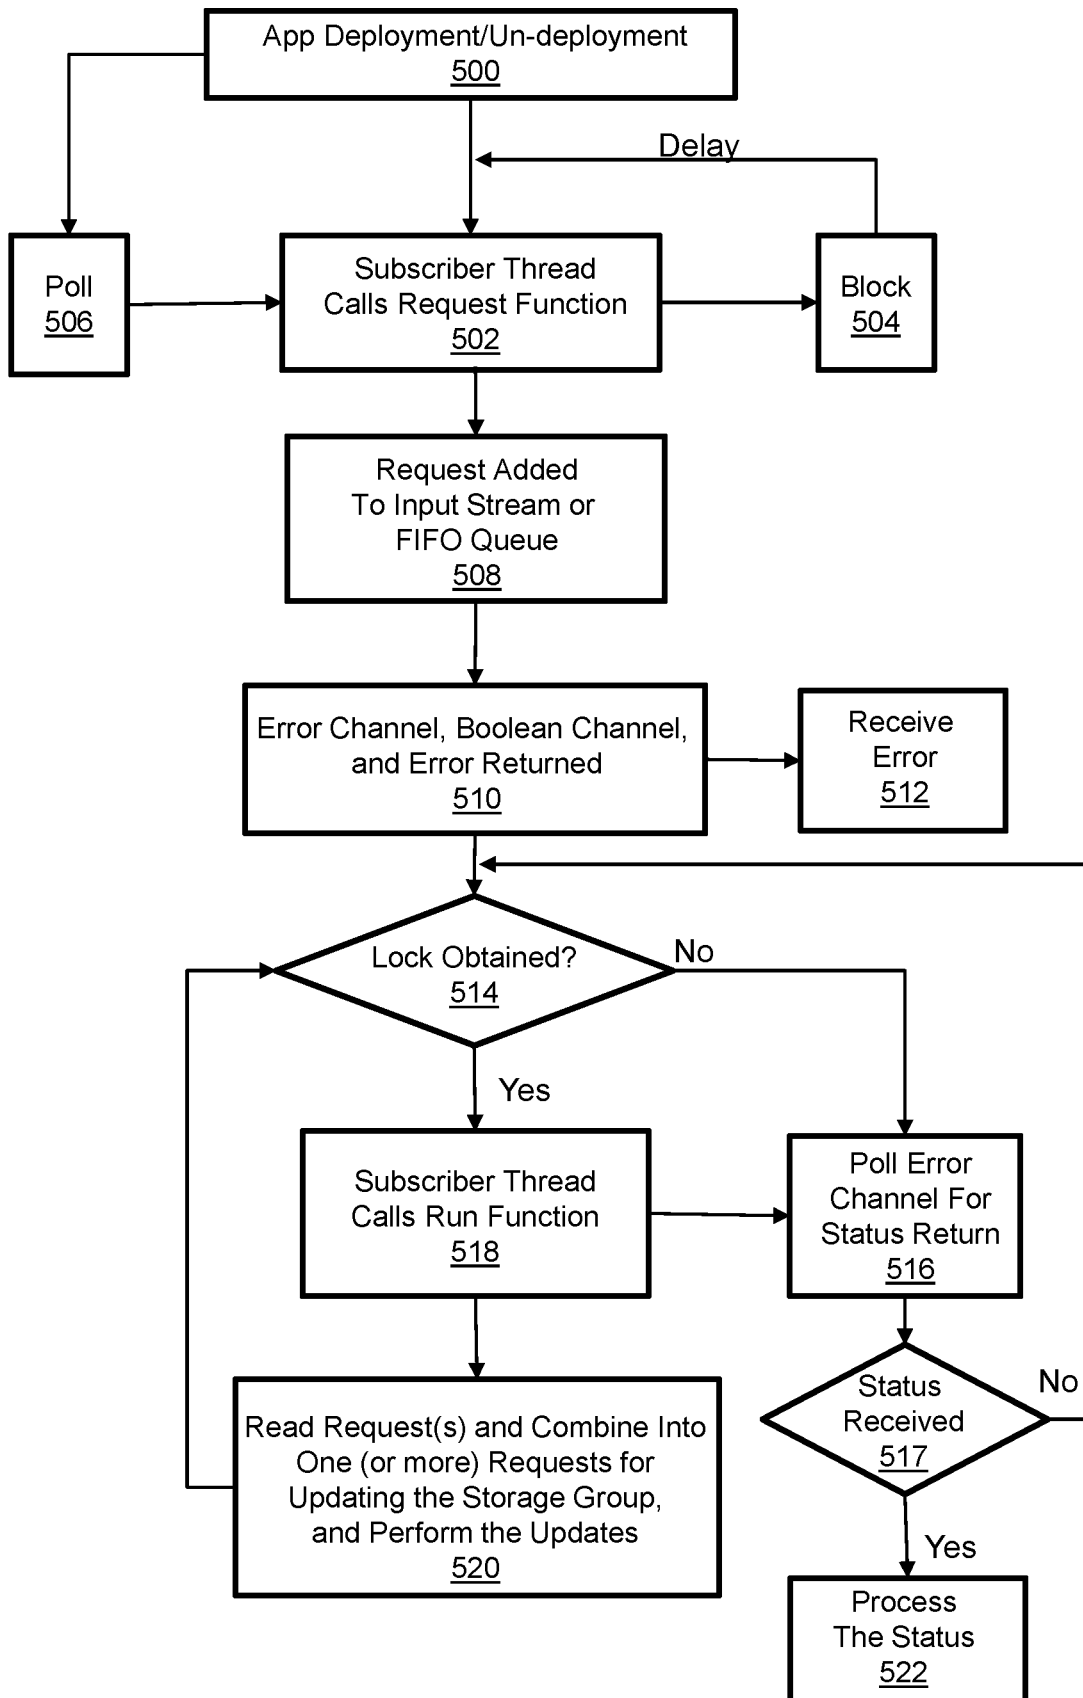 App Deployment/Un-deployment
500
Delay
Poll
506
Subscriber Thread
Calls Request Function
502
Block
504
Request Added
To Input Stream or
FIFO Queue
508
Error Channel, Boolean Channel,
and Error Returned
510
Receive
Error
512
Lock Obtained?
514
No
Yes
Subscriber Thread
Calls Run Function
518
Poll Error
Channel For
Status Return
516
Status
Received
517
No
Read Request(s) and Combine Into
One (or more) Requests for
Updating the Storage Group,
and Perform the Updates
520
Yes
Process
The Status
522